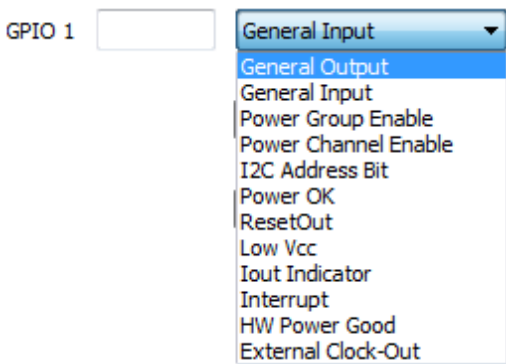 GPIO 1 General Input
General Output
General Input
Power Group Enable
Power Channel Enable
I2C Address Bit
Power OK
ResetOut
Low Vcc
Iout Indicator
Interrupt
HW Power Good
External Clock-Out